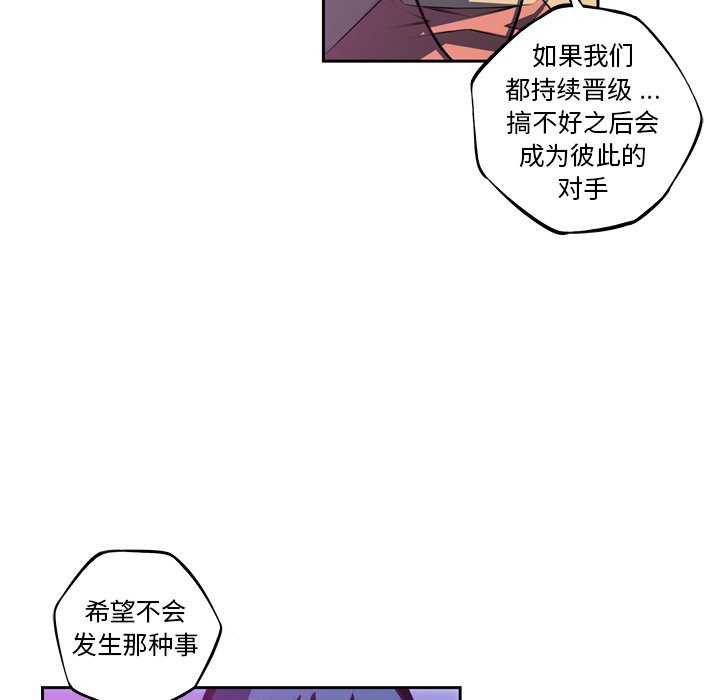 如果我们
都持续晋级...
搞不好之后会
成为彼此的
对手
希望不会
发生那种事